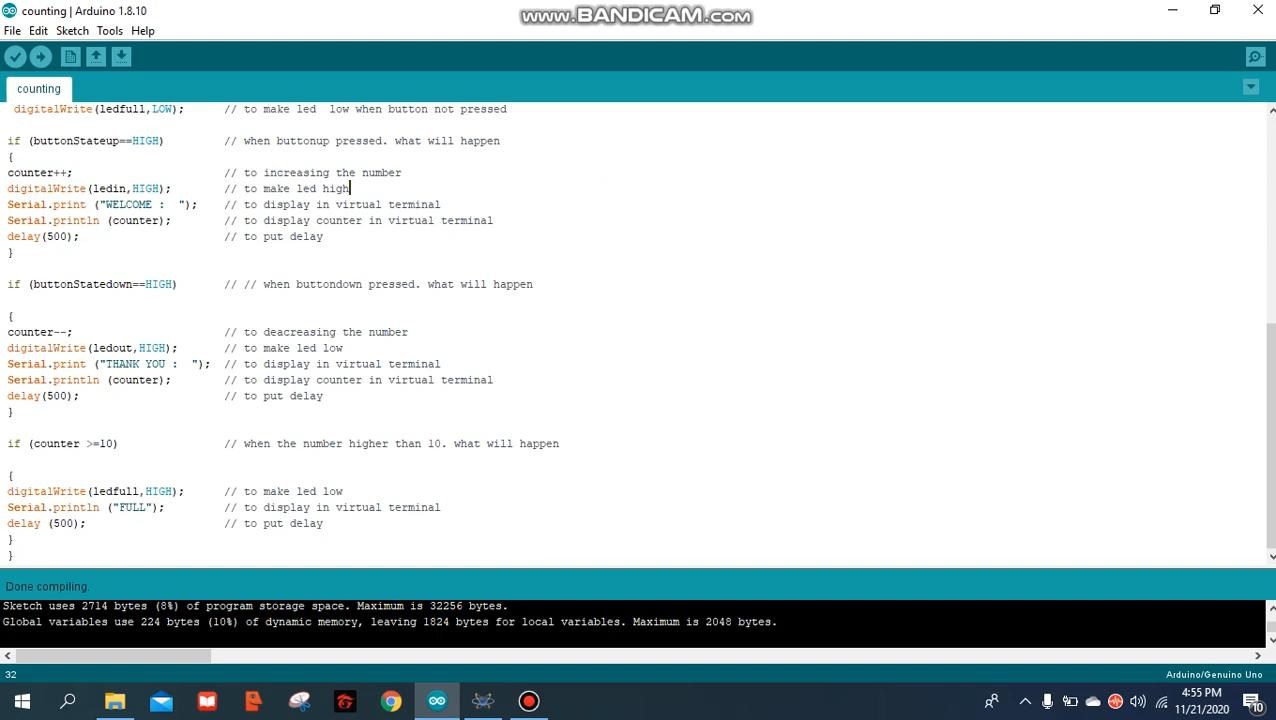 counting | Arduino 1.8.10
www.BANDICAM.com
File Edit Sketch Tools Help
counting
digitalWrite(ledfull,LOW); // to make led  low when button not pressed
if (buttonStateup==HIGH) // when buttonup pressed. what will happen
{
counter++; // to increasing the number
digitalWrite(ledin,HIGH); // to make led high
Serial.print ("WELCOME :  "); // to display in virtual terminal
Serial.println (counter); // to display counter in virtual terminal
delay(500); // to put delay
}
if (buttonStatedown==HIGH) // // when buttondown pressed. what will happen
{
counter--; // to deacreasing the number
digitalWrite(ledout,HIGH); // to make led low
Serial.print ("THANK YOU :  "); // to display in virtual terminal
Serial.println (counter); // to display counter in virtual terminal
delay(500); // to put delay
}
if (counter >=10) // when the number higher than 10. what will happen
{
digitalWrite(ledfull,HIGH); // to make led low
Serial.println ("FULL"); // to display in virtual terminal
delay (500); // to put delay
}
}
Done compiling.
Sketch uses 2714 bytes (8%) of program storage space. Maximum is 32256 bytes.
Global variables use 224 bytes (10%) of dynamic memory, leaving 1824 bytes for local variables. Maximum is 2048 bytes.
32
Arduino/Genuino Uno
4:55 PM
11/21/2020
10